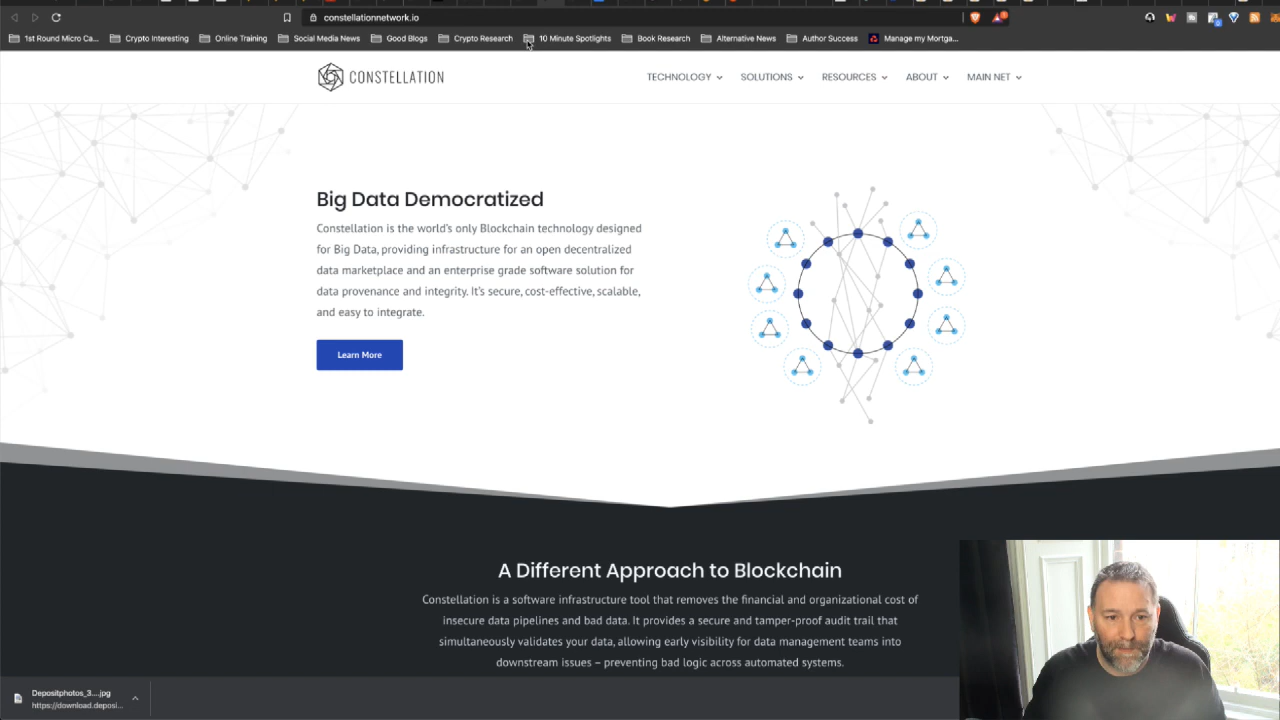 constellationnetwork.io
1st Round Micro Ca... Crypto Interesting Online Training Social Media News Good Blogs Crypto Research 10 Minute Spotlights Book Research Alternative News Author Success Manage my Mortga...
CONSTELLATION TECHNOLOGY SOLUTIONS RESOURCES ABOUT MAIN NET
Big Data Democratized
Constellation is the world's only Blockchain technology designed
for Big Data, providing infrastructure for an open decentralized
data marketplace and an enterprise grade software solution for
data provenance and integrity. It's secure, cost-effective, scalable,
and easy to integrate.
Learn More
A Different Approach to Blockchain
Constellation is a software infrastructure tool that removes the financial and organizational cost of
insecure data pipelines and bad data. It provides a secure and tamper-proof audit trail that
simultaneously validates your data, allowing early visibility for data management teams into
downstream issues – preventing bad logic across automated systems.
Depositphotos_3....jpg
https://download.deposi...